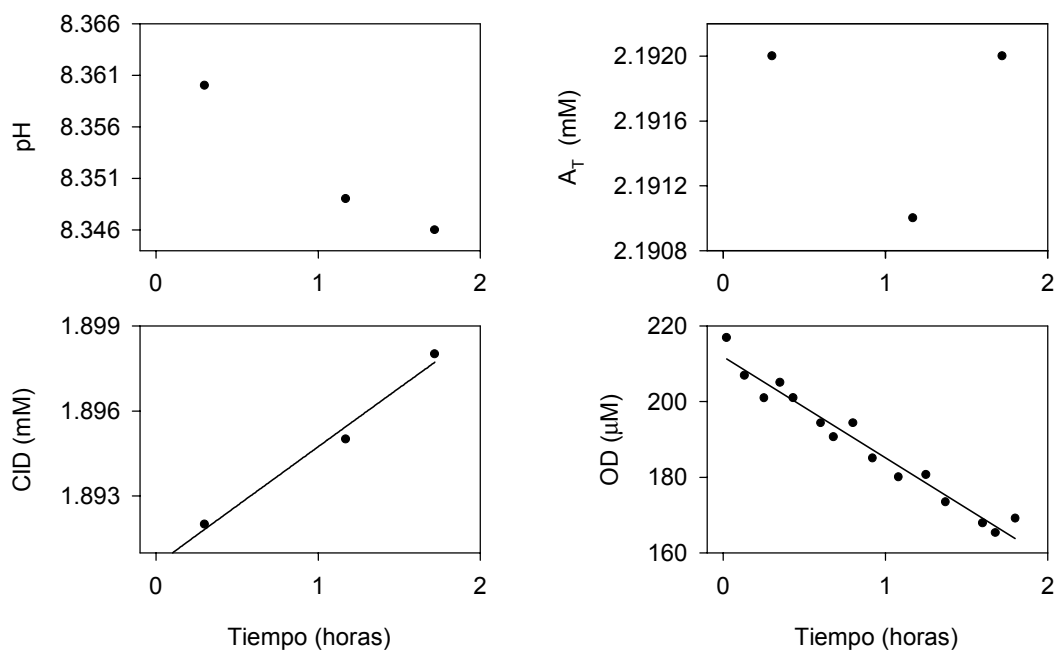 8.366
8.361
8.356
8.351
8.346
pH
0 1 2
2.1920
2.1916
2.1912
2.1908
A_T (mM)
0 1 2
1.899
1.896
1.893
CID (mM)
0 1 2
Tiempo (horas)
220
200
180
160
OD (μM)
0 1 2
Tiempo (horas)